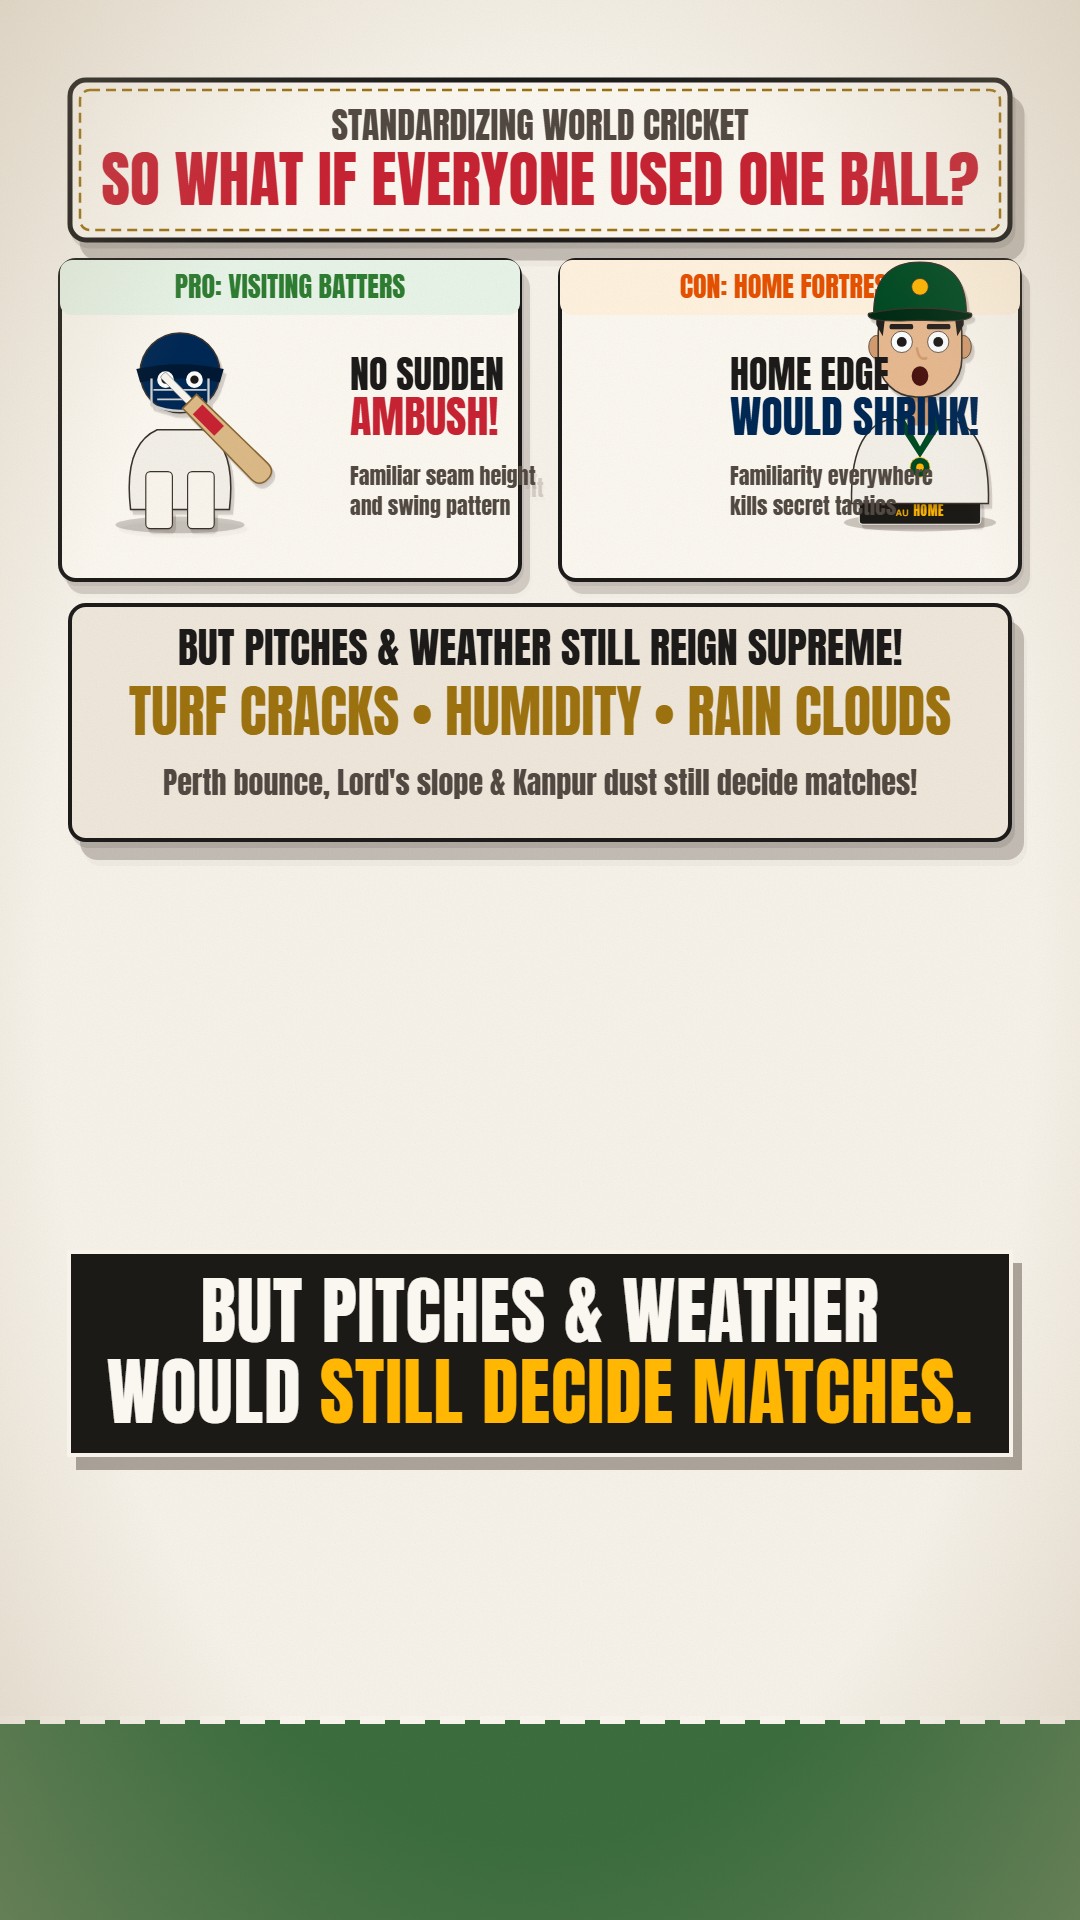 STANDARDIZING WORLD CRICKET
SO WHAT IF EVERYONE USED ONE BALL?
PRO: VISITING BATTERS
NO SUDDEN
AMBUSH!
Familiar seam height
and swing pattern
CON: HOME FORTRES
HOME EDGE
WOULD SHRINK!
Familiarity everywhere
kills secret tactics
AU HOME
BUT PITCHES & WEATHER STILL REIGN SUPREME!
TURF CRACKS • HUMIDITY • RAIN CLOUDS
Perth bounce, Lord's slope & Kanpur dust still decide matches!
BUT PITCHES & WEATHER
WOULD STILL DECIDE MATCHES.